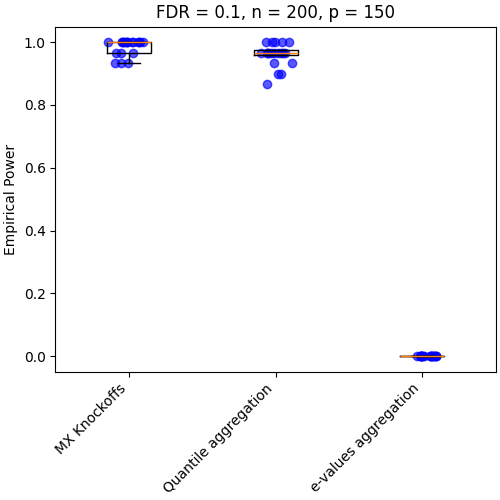 FDR = 0.1, n = 200, p = 150
Empirical Power
1.0
0.8
0.6
0.4
0.2
0.0
MX Knockoffs
Quantile aggregation
e-values aggregation